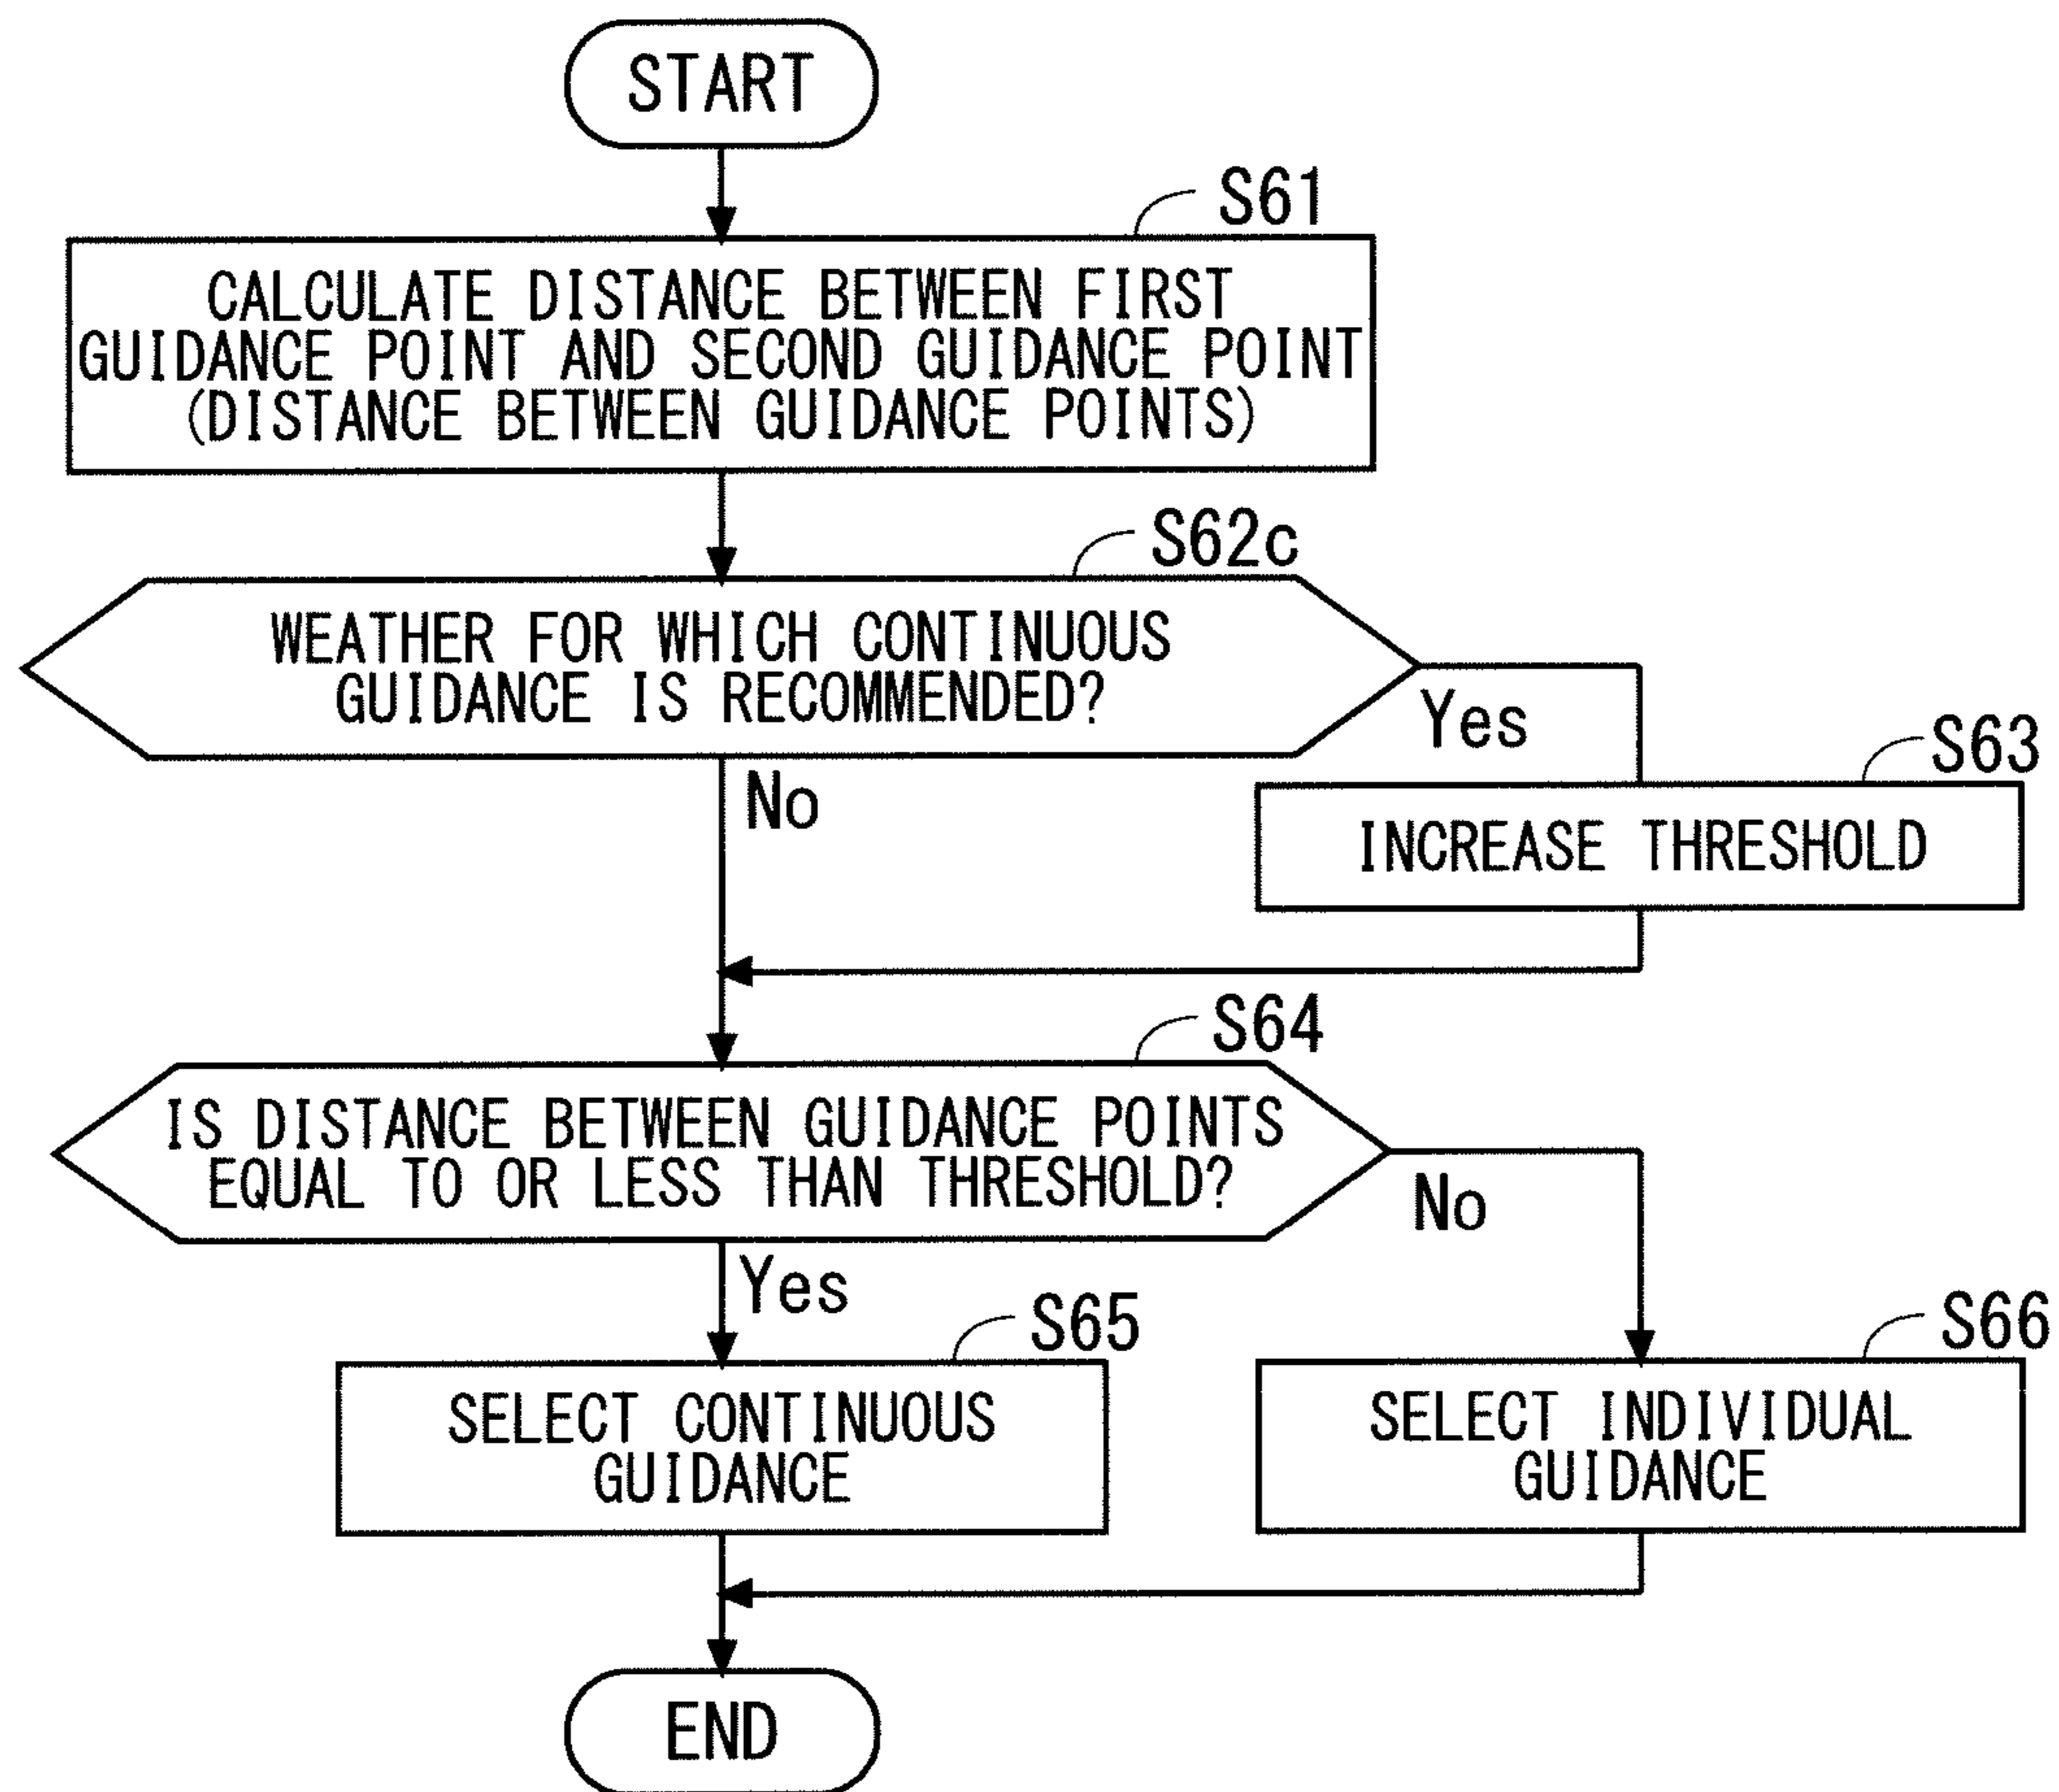 START
S61
CALCULATE DISTANCE BETWEEN FIRST
GUIDANCE POINT AND SECOND GUIDANCE POINT
(DISTANCE BETWEEN GUIDANCE POINTS)
S62c
WEATHER FOR WHICH CONTINUOUS
GUIDANCE IS RECOMMENDED?
Yes
No
S63
INCREASE THRESHOLD
S64
IS DISTANCE BETWEEN GUIDANCE POINTS
EQUAL TO OR LESS THAN THRESHOLD?
No
Yes
S65
SELECT CONTINUOUS
GUIDANCE
S66
SELECT INDIVIDUAL
GUIDANCE
END